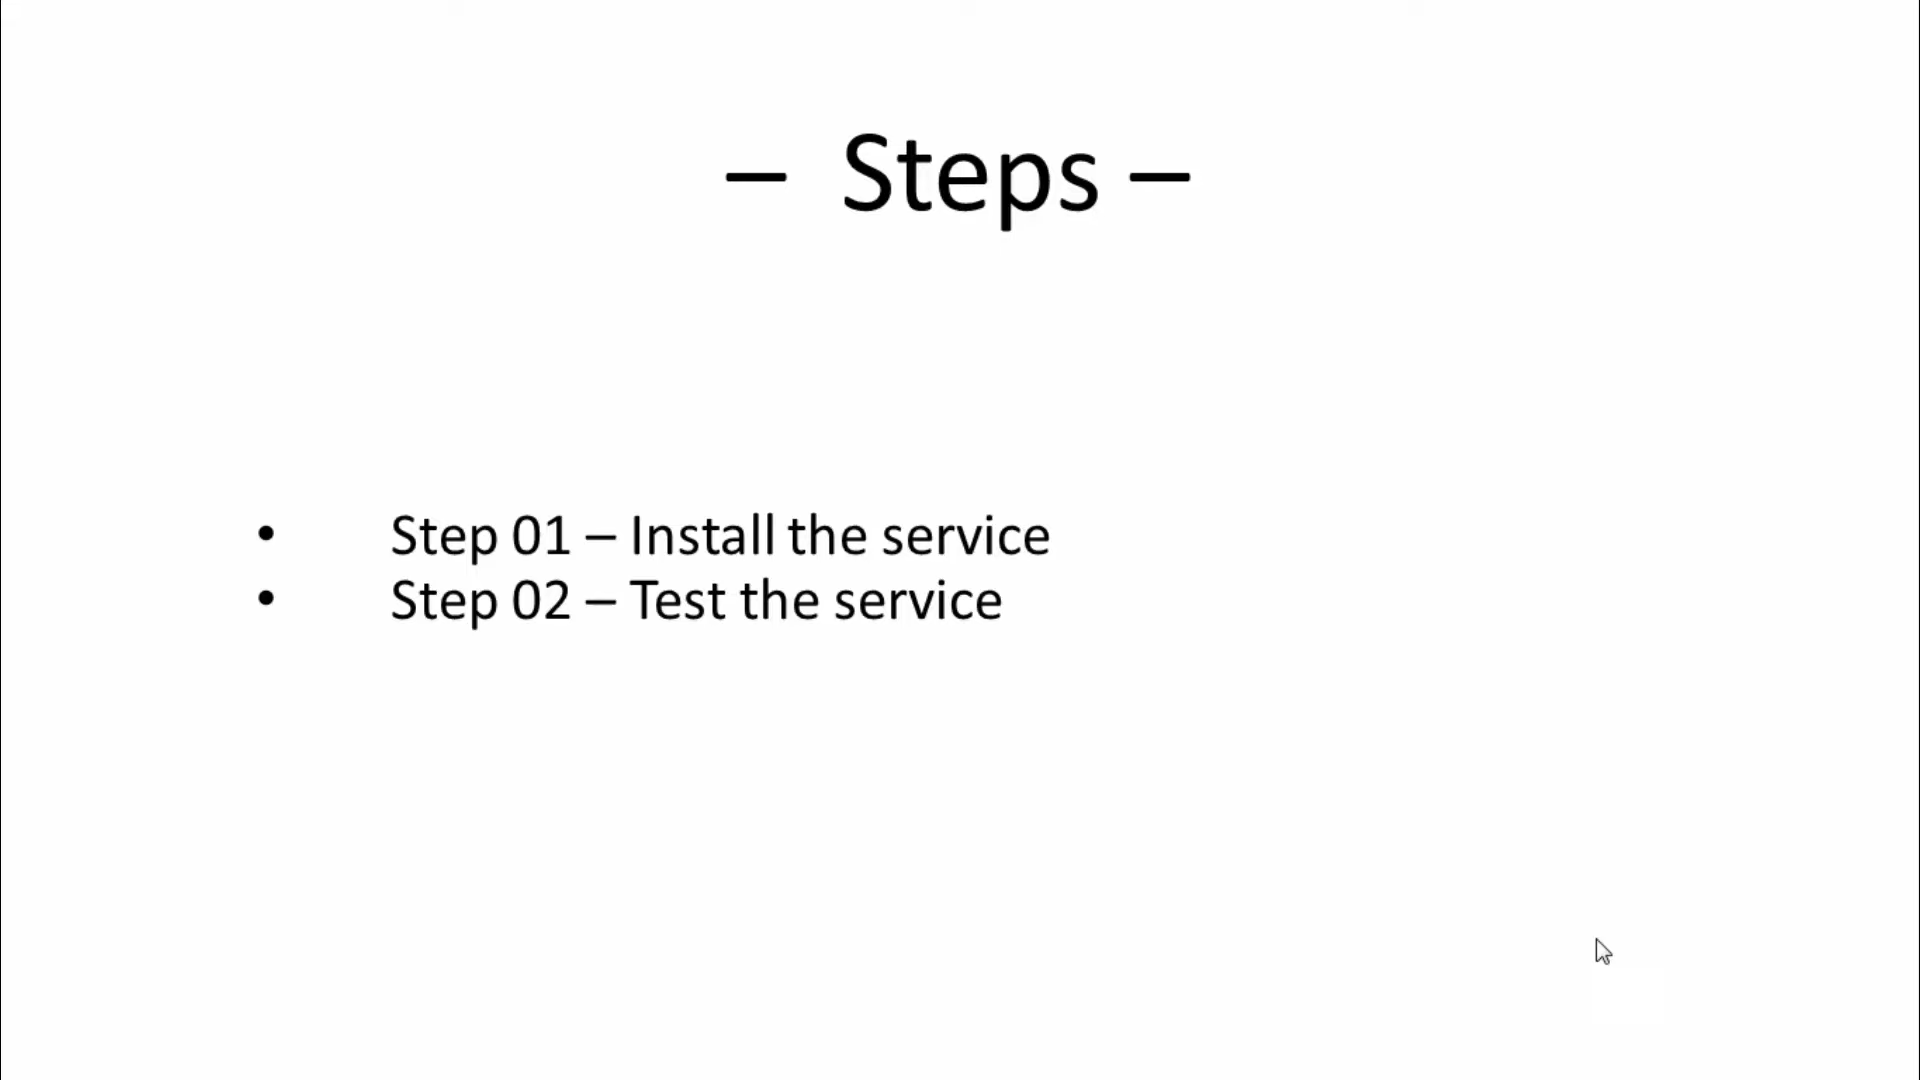 – Steps –
• Step 01 – Install the service
• Step 02 – Test the service